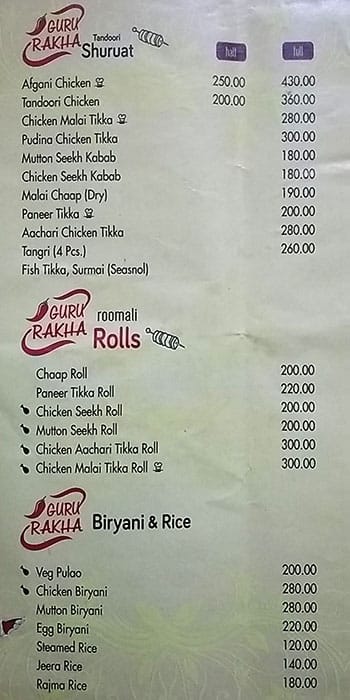 GURU
RAKHA
Tandoori
Shuruat
half full
Afgani Chicken 250.00 430.00
Tandoori Chicken 200.00 360.00
Chicken Malai Tikka 280.00
Pudina Chicken Tikka 300.00
Mutton Seekh Kabab 180.00
Chicken Seekh Kabab 180.00
Malai Chaap (Dry) 190.00
Paneer Tikka 200.00
Aachari Chicken Tikka 280.00
Tangri (4 Pcs.) 260.00
Fish Tikka, Surmai (Seasnol)
GURU
RAKHA
roomali
Rolls
Chaap Roll 200.00
Paneer Tikka Roll 220.00
Chicken Seekh Roll 200.00
Mutton Seekh Roll 200.00
Chicken Aachari Tikka Roll 300.00
Chicken Malai Tikka Roll 300.00
GURU
RAKHA
Biryani & Rice
Veg Pulao 200.00
Chicken Biryani 280.00
Mutton Biryani 280.00
Egg Biryani 220.00
Steamed Rice 120.00
Jeera Rice 140.00
Rajma Rice 180.00